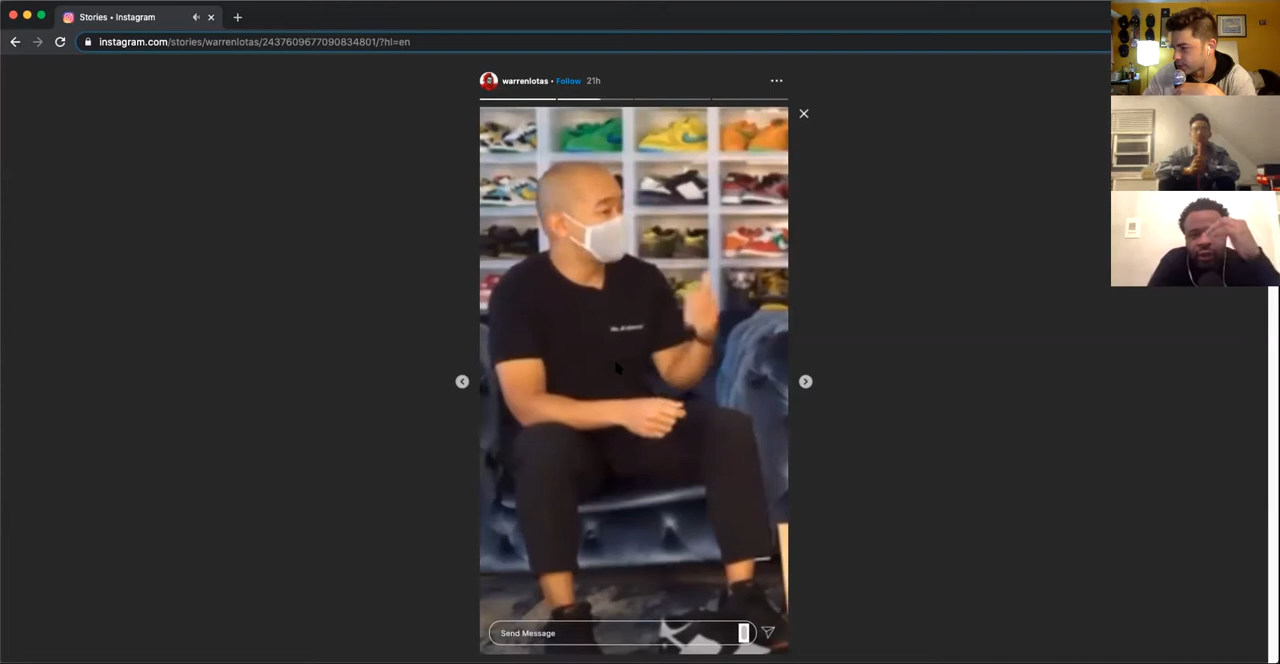 Stories • Instagram
instagram.com/stories/warrenlotas/2437609677090834801/?hl=en
warrenlotas • Follow 21h
Send Message